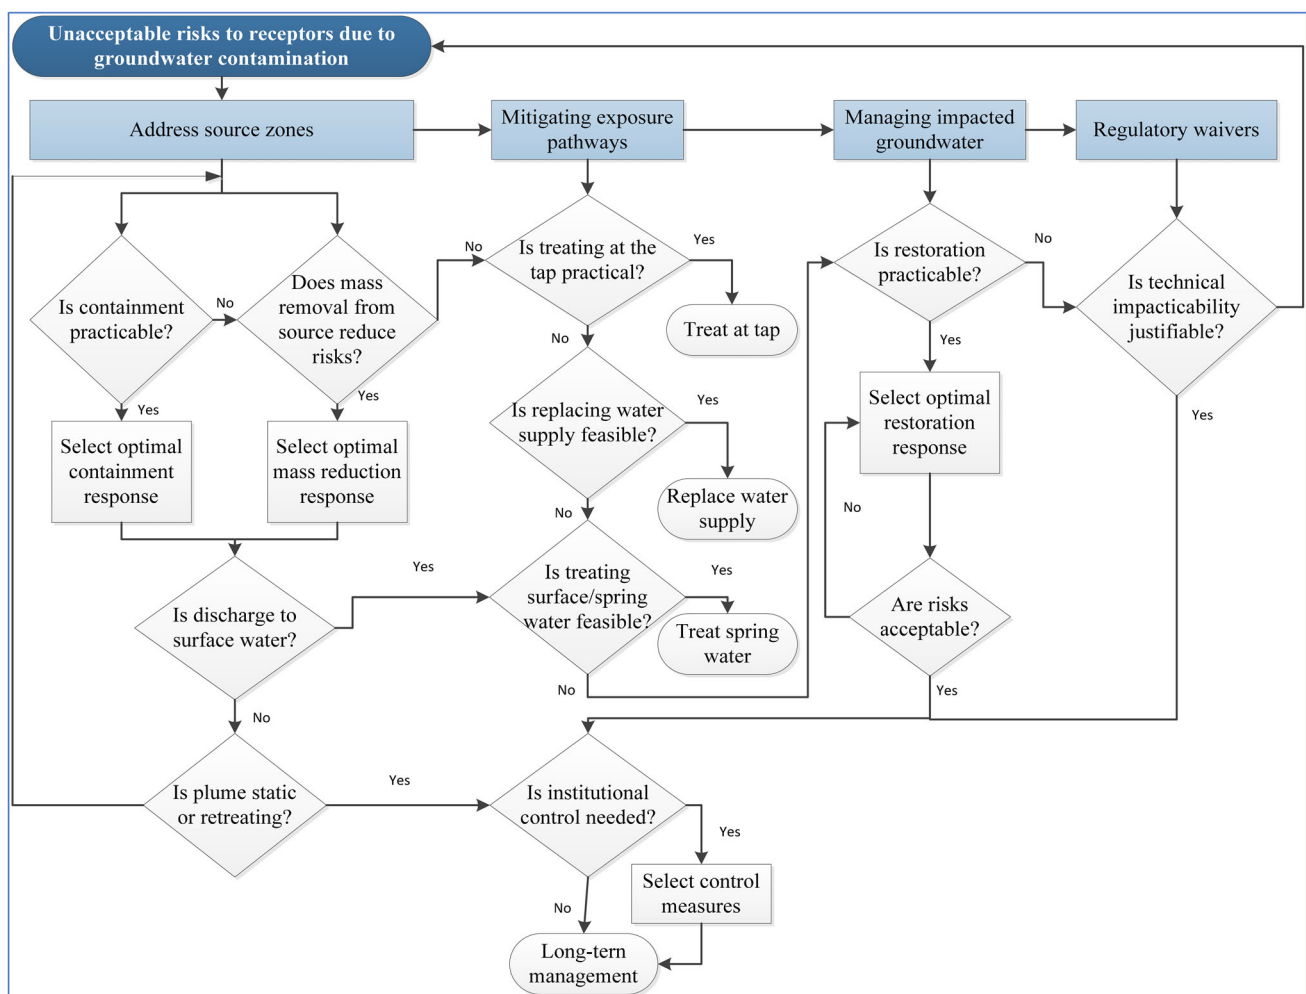 Unacceptable risks to receptors due to
groundwater contamination
Address source zones
Mitigating exposure
pathways
Managing impacted
groundwater
Regulatory waivers
Is containment
practicable?
No
Does mass
removal from
source reduce
risks?
No
Is treating at the
tap practical?
Yes
Treat at tap
Is restoration
practicable?
No
Is technical
impacticability
justifiable?
Yes
Select optimal
containment
response
Yes
Select optimal
mass reduction
response
No
Is replacing water
supply feasible?
Yes
Replace water
supply
Yes
Select optimal
restoration
response
No
Yes
Is discharge to
surface water?
Yes
No
Is treating
surface/spring
water feasible?
Yes
Treat spring
water
Are risks
acceptable?
Yes
No
No
Is plume static
or retreating?
Yes
Is institutional
control needed?
Yes
Select control
measures
No
Long-tern
management